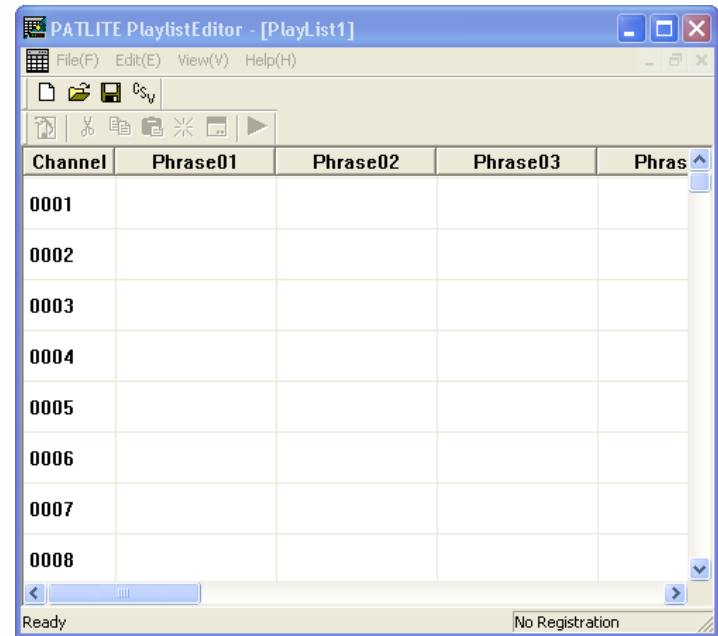 PATLITE PlaylistEditor - [PlayList1]
File(F) Edit(E) View(V) Help(H)
CSV
Channel Phrase01 Phrase02 Phrase03 Phras
0001
0002
0003
0004
0005
0006
0007
0008
Ready No Registration